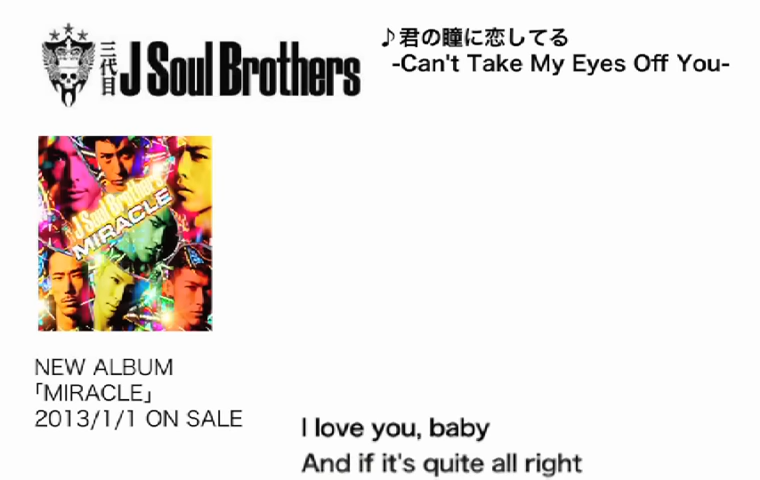 三代目
J Soul Brothers
♪君の瞳に恋してる
-Can't Take My Eyes Off You-
J Soul Brothers
MIRACLE
NEW ALBUM
「MIRACLE」
2013/1/1 ON SALE
I love you, baby
And if it's quite all right